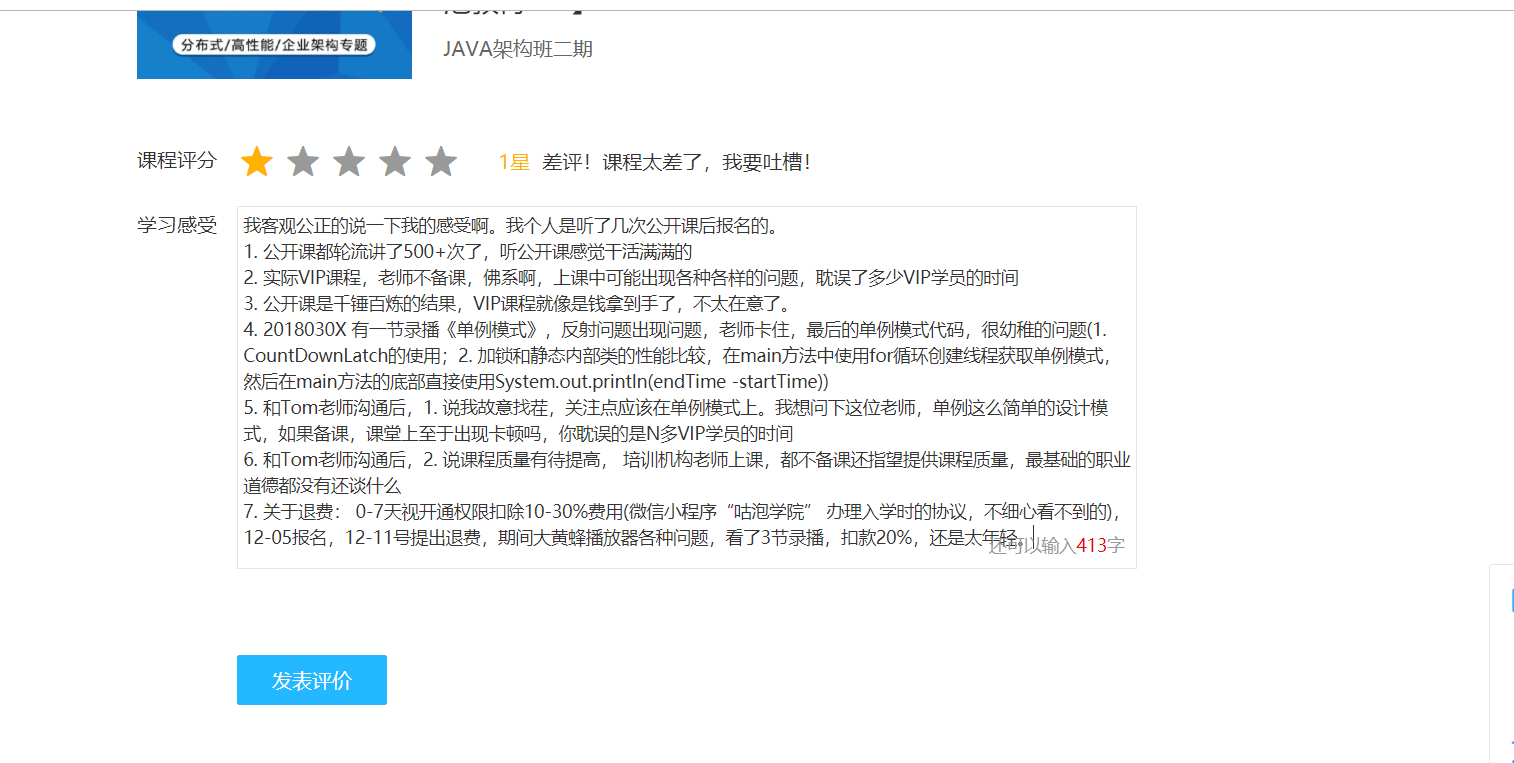 分布式/高性能/企业架构专题
JAVA架构班二期
课程评分
1星 差评！课程太差了，我要吐槽！
学习感受
我客观公正的说一下我的感受啊。我个人是听了几次公开课后报名的。
1. 公开课都轮流讲了500+次了，听公开课感觉干活满满的
2. 实际VIP课程，老师不备课，佛系啊，上课中可能出现各种各样的问题，耽误了多少VIP学员的时间
3. 公开课是千锤百炼的结果，VIP课程就像是钱拿到手了，不太在意了。
4. 2018030X 有一节录播《单例模式》，反射问题出现问题，老师卡住，最后的单例模式代码，很幼稚的问题(1.
CountDownLatch的使用；2. 加锁和静态内部类的性能比较，在main方法中使用for循环创建线程获取单例模式，
然后在main方法的底部直接使用System.out.println(endTime -startTime))
5. 和Tom老师沟通后，1. 说我故意找茬，关注点应该在单例模式上。我想问下这位老师，单例这么简单的设计模
式，如果备课，课堂上至于出现卡顿吗，你耽误的是N多VIP学员的时间
6. 和Tom老师沟通后，2. 说课程质量有待提高， 培训机构老师上课，都不备课还指望提供课程质量，最基础的职业
道德都没有还谈什么
7. 关于退费： 0-7天视开通权限扣除10-30%费用(微信小程序“咕泡学院” 办理入学时的协议，不细心看不到的)，
12-05报名，12-11号提出退费，期间大黄蜂播放器各种问题，看了3节录播，扣款20%，还是太年轻。
还可以输入413字
发表评价